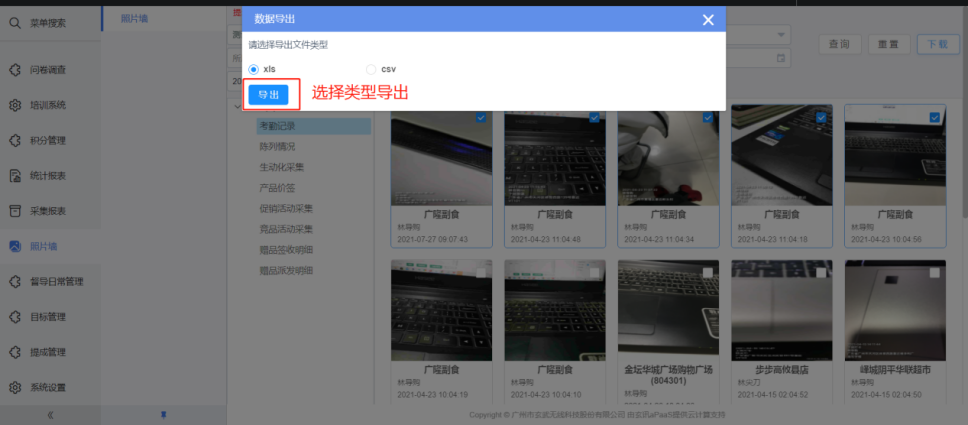 菜单搜索
问卷调查
培训系统
积分管理
统计报表
采集报表
照片墙
督导日常管理
目标管理
提成管理
系统设置
照片墙
数据导出
请选择导出文件类型
xls
csv
导出
选择类型导出
查询
重置
下载
考勤记录
陈列情况
生动化采集
产品价签
促销活动采集
竞品活动采集
赠品签收明细
赠品派发明细
广隆副食
林导购
2021-07-27 09:07:43
广隆副食
林导购
2021-04-23 11:04:48
广隆副食
林导购
2021-04-23 11:04:34
广隆副食
林导购
2021-04-23 11:04:18
广隆副食
林导购
2021-04-23 10:04:56
广隆副食
林导购
2021-04-23 10:04:19
广隆副食
林导购
2021-04-23 10:04:10
金坛华城广场购物广场
(804301)
林导购
步步高攸县店
林尖刀
2021-04-15 02:04:52
峄城阴平华联超市
林导购
2021-04-15 02:04:50
Copyright © 广州市玄武无线科技股份有限公司 由玄讯aPaaS提供云计算支持